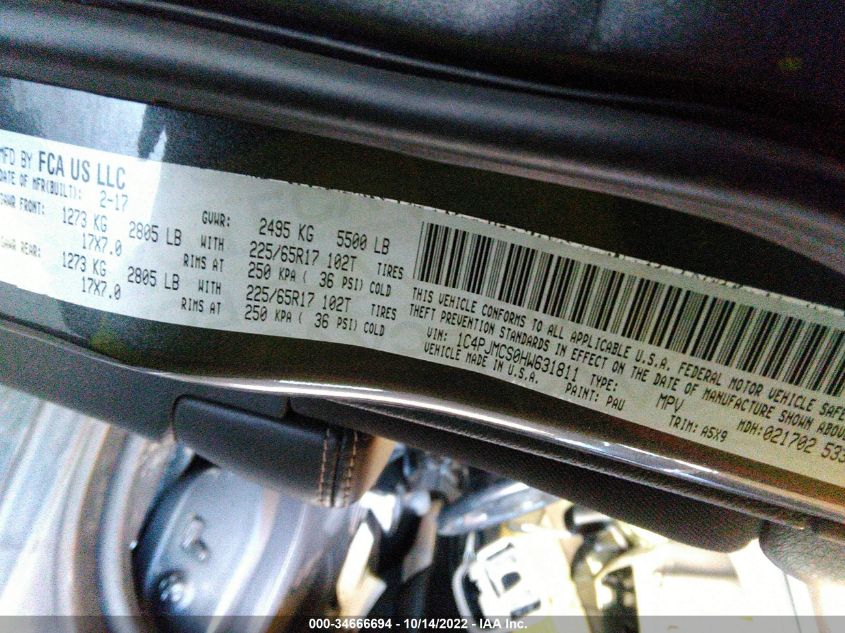 MFD BY FCA US LLC
DATE OF MFR(BUILT): 2-17
GAWR FRONT: 1273 KG 2805 LB
17X7.0
GAWR REAR: 1273 KG 2805 LB
17X7.0
GVWR: 2495 KG 5500 LB
WITH 225/65R17 102T TIRES
RIMS AT 250 KPA ( 36 PSI) COLD
WITH 225/65R17 102T TIRES
RIMS AT 250 KPA ( 36 PSI) COLD
THIS VEHICLE CONFORMS TO ALL APPLICABLE U.S.A. FEDERAL MOTOR VEHICLE
THEFT PREVENTION STANDARDS IN EFFECT ON THE DATE OF MANUFACTURE SHOWN
VIN: 1C4PJMCS0HW631811 TYPE: MPV
VEHICLE MADE IN U.S.A. PAINT: PAU TRIM: A5X9
MDH:021702
000-34666694 - 10/14/2022 - IAA Inc.